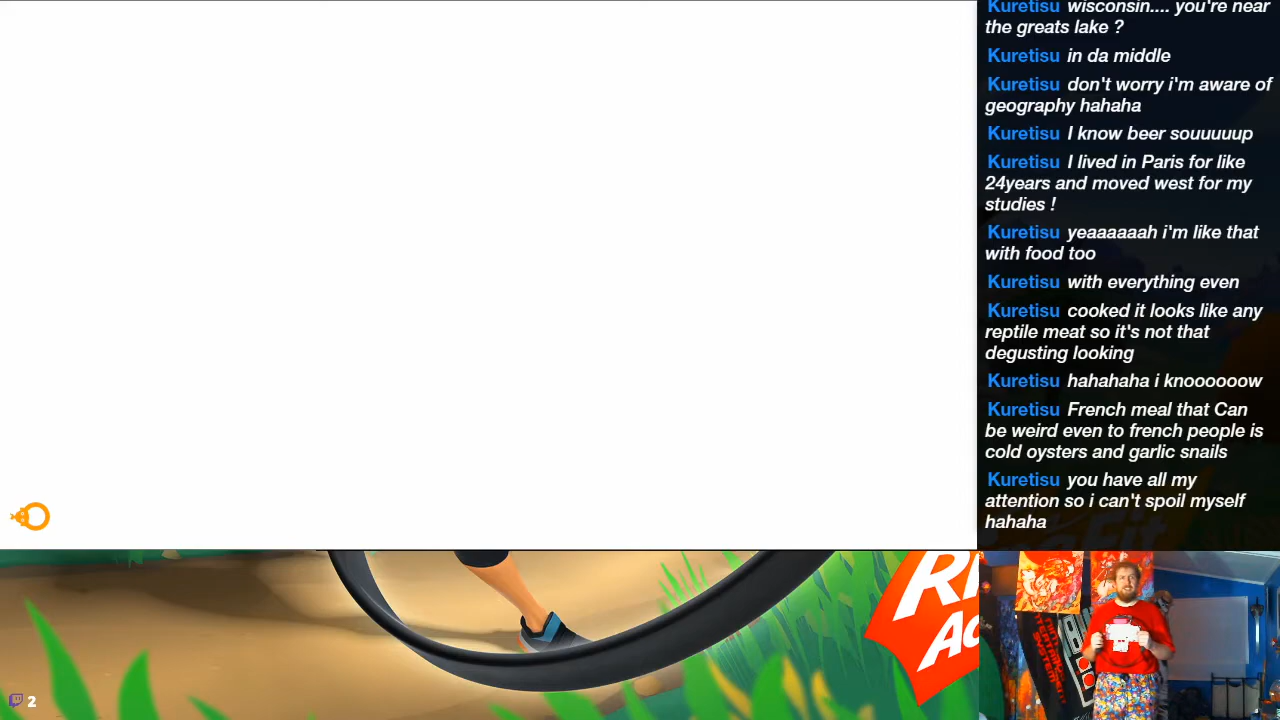 Kuretisu wisconsin.... you're near
the greats lake ?
Kuretisu in da middle
Kuretisu don't worry i'm aware of
geography hahaha
Kuretisu I know beer souuuuup
Kuretisu I lived in Paris for like
24years and moved west for my
studies !
Kuretisu yeaaaaaah i'm like that
with food too
Kuretisu with everything even
Kuretisu cooked it looks like any
reptile meat so it's not that
degusting looking
Kuretisu hahahaha i knoooooow
Kuretisu French meal that Can
be weird even to french people is
cold oysters and garlic snails
Kuretisu you have all my
attention so i can't spoil myself
hahaha
2